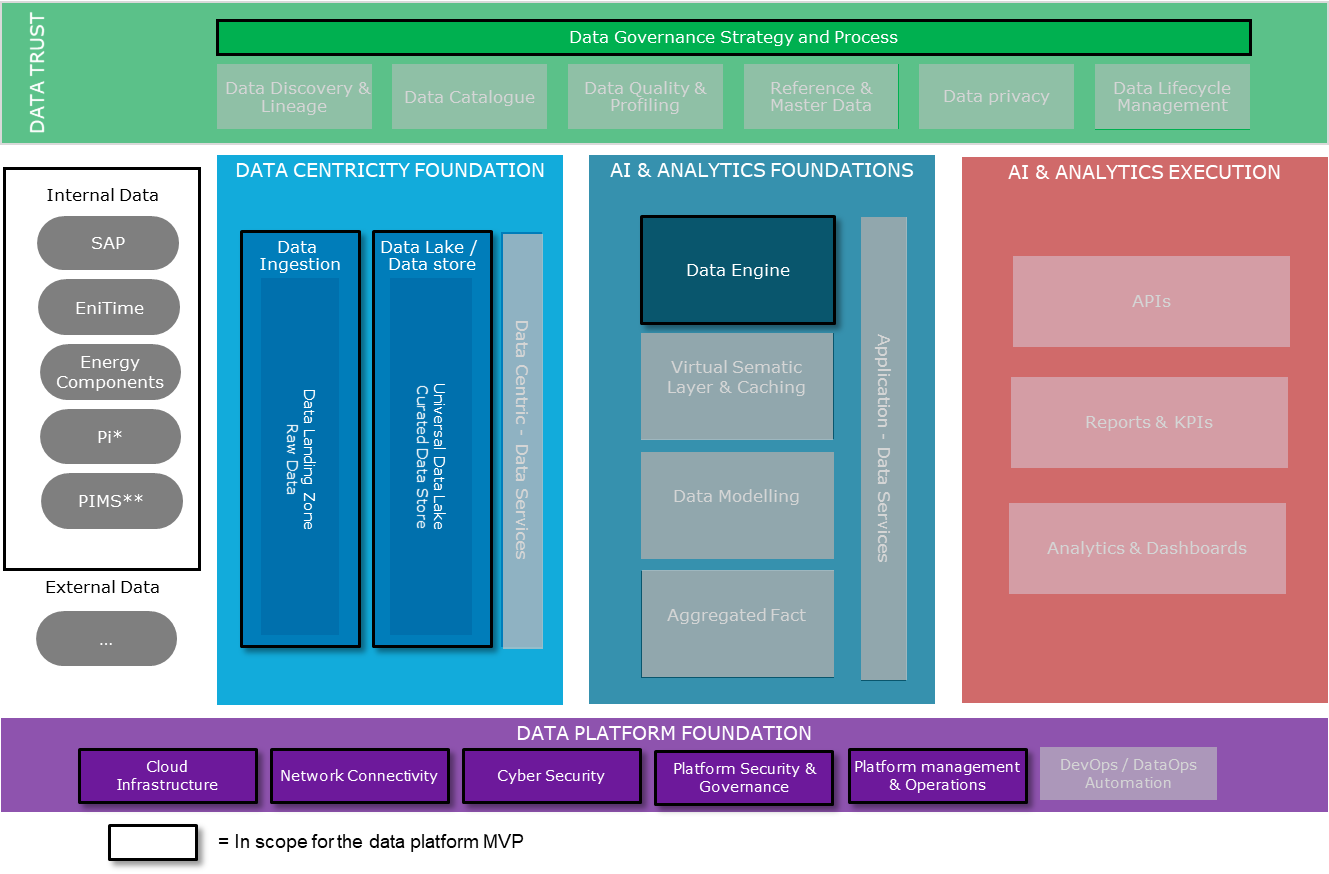 DATA TRUST
Data Governance Strategy and Process
Data Discovery &
Lineage
Data Catalogue
Data Quality &
Profiling
Reference &
Master Data
Data privacy
Data Lifecycle
Management
Internal Data
SAP
EniTime
Energy
Components
Pi*
PIMS**
External Data
...
DATA CENTRICITY FOUNDATION
Data
Ingestion
Data Landing Zone
Raw Data
Data Lake /
Data store
Universal Data Lake
Curated Data Store
Data Centric - Data Services
AI & ANALYTICS FOUNDATIONS
Data Engine
Virtual Sematic
Layer & Caching
Data Modelling
Aggregated Fact
Application - Data Services
AI & ANALYTICS EXECUTION
APIs
Reports & KPIs
Analytics & Dashboards
DATA PLATFORM FOUNDATION
Cloud
Infrastructure
Network Connectivity
Cyber Security
Platform Security &
Governance
Platform management
& Operations
DevOps / DataOps
Automation
= In scope for the data platform MVP